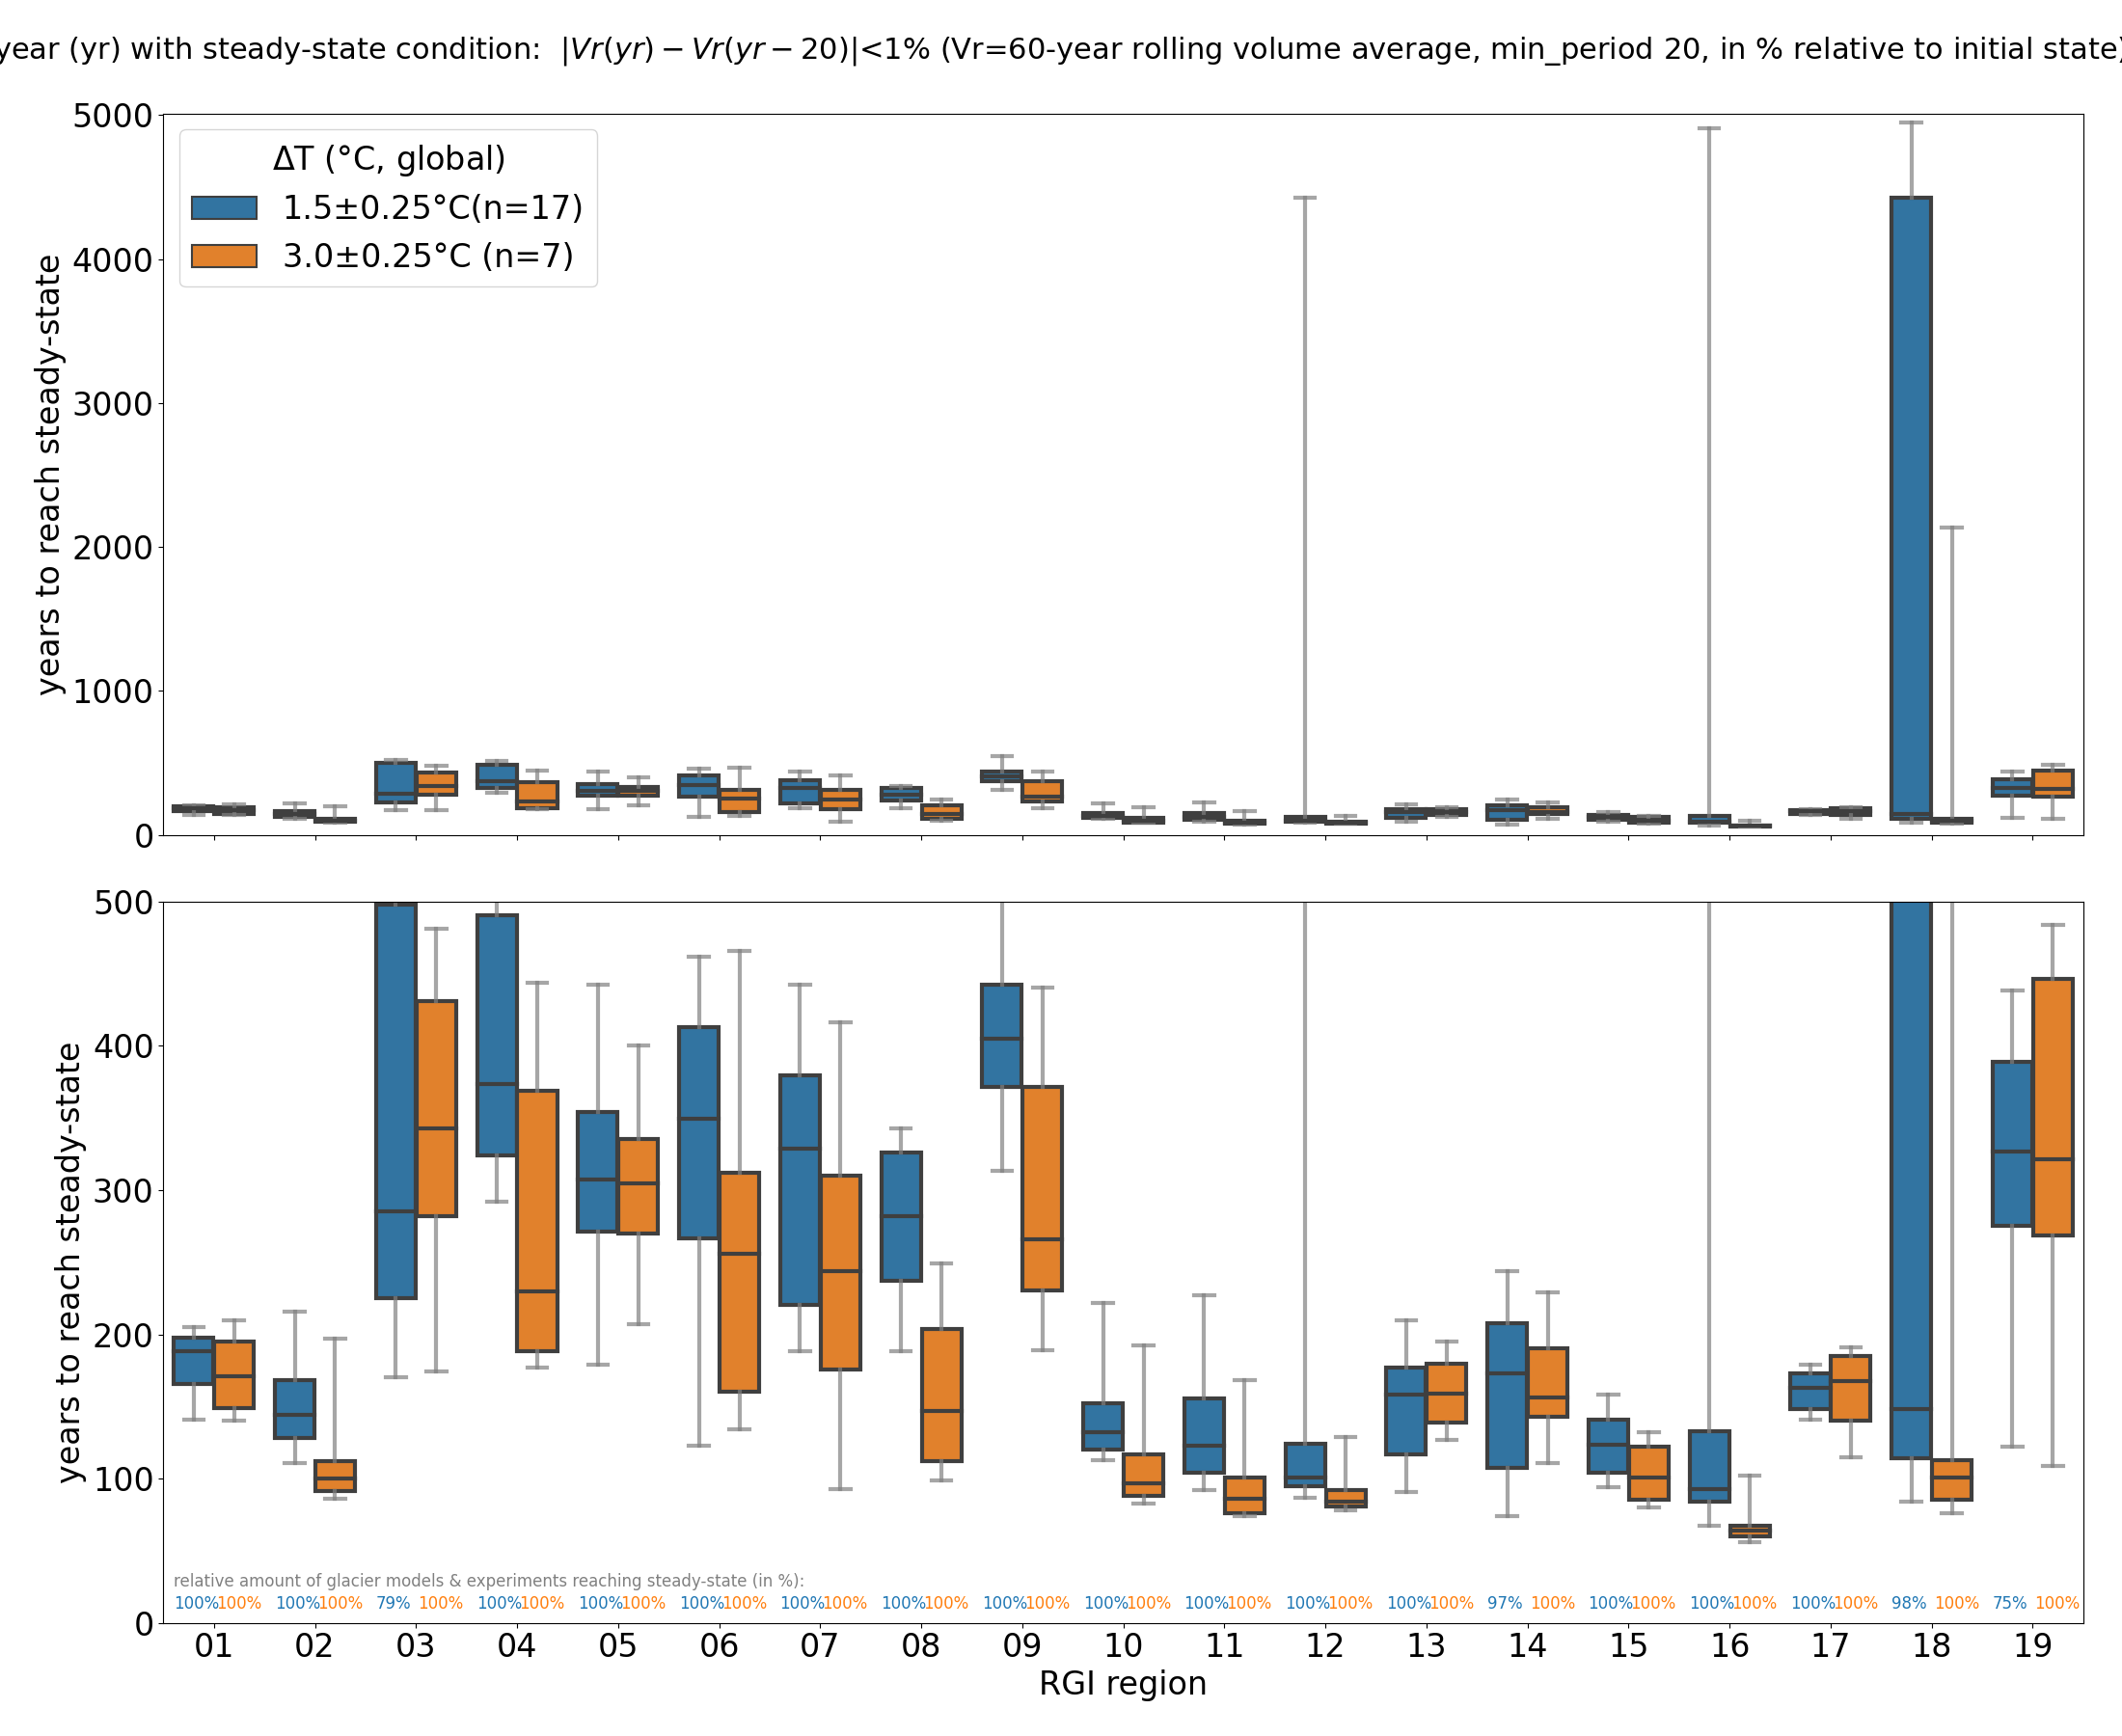 year (yr) with steady-state condition: |Vr(yr) − Vr(yr − 20)|<1% (Vr=60-year rolling volume average, min_period 20, in % relative to initial state)
5000
4000
3000
2000
1000
0
years to reach steady-state
ΔT (°C, global)
1.5±0.25°C(n=17)
3.0±0.25°C (n=7)
500
400
300
200
100
0
years to reach steady-state
relative amount of glacier models & experiments reaching steady-state (in %):
100% 100% 100% 100% 79% 100% 100% 100% 100% 100% 100% 100% 100% 100% 100% 100% 100% 100% 100% 100% 100% 100% 100% 100% 100% 100% 97% 100% 100% 100% 100% 100% 100% 100% 98% 100% 75% 100%
01 02 03 04 05 06 07 08 09 10 11 12 13 14 15 16 17 18 19
RGI region